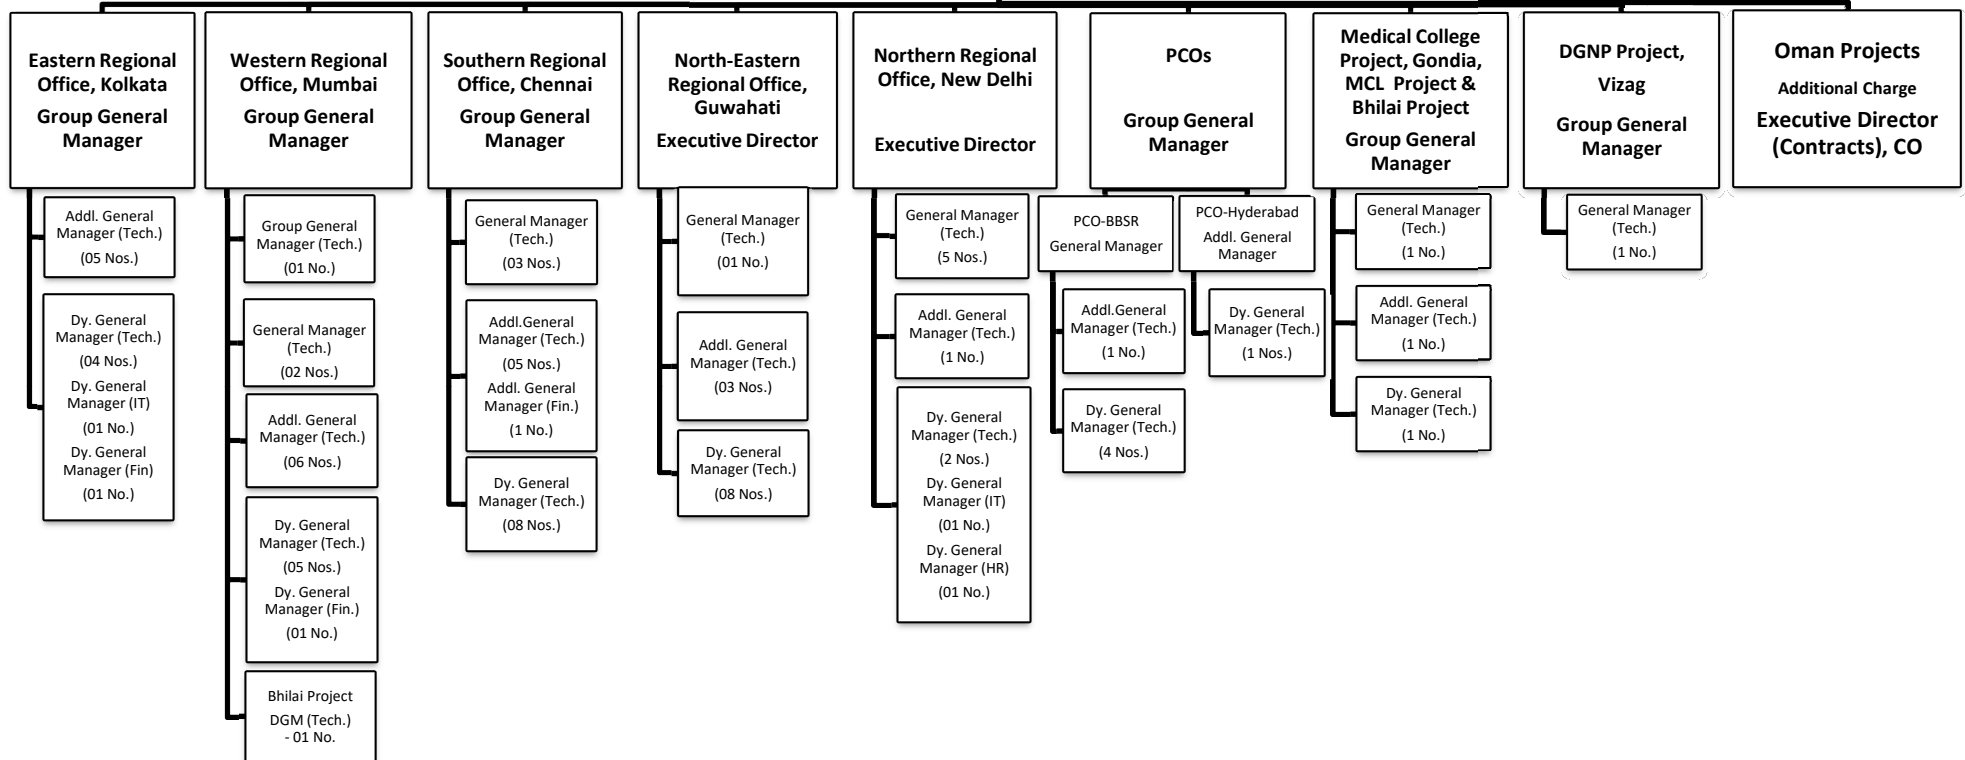 Eastern Regional
Office, Kolkata
Group General
Manager
Addl. General
Manager (Tech.)
(05 Nos.)
Dy. General
Manager (Tech.)
(04 Nos.)
Dy. General
Manager (IT)
(01 No.)
Dy. General
Manager (Fin)
(01 No.)
Western Regional
Office, Mumbai
Group General
Manager
Group General
Manager (Tech.)
(01 No.)
General Manager
(Tech.)
(02 Nos.)
Addl. General
Manager (Tech.)
(06 Nos.)
Dy. General
Manager (Tech.)
(05 Nos.)
Dy. General
Manager (Fin.)
(01 No.)
Bhilai Project
DGM (Tech.)
- 01 No.
Southern Regional
Office, Chennai
Group General
Manager
General Manager
(Tech.)
(03 Nos.)
Addl.General
Manager (Tech.)
(05 Nos.)
Addl. General
Manager (Fin.)
(1 No.)
Dy. General
Manager (Tech.)
(08 Nos.)
North-Eastern
Regional Office,
Guwahati
Executive Director
General Manager
(Tech.)
(01 No.)
Addl. General
Manager (Tech.)
(03 Nos.)
Dy. General
Manager (Tech.)
(08 Nos.)
Northern Regional
Office, New Delhi
Executive Director
General Manager
(Tech.)
(5 Nos.)
Addl. General
Manager (Tech.)
(1 No.)
Dy. General
Manager (Tech.)
(2 Nos.)
Dy. General
Manager (IT)
(01 No.)
Dy. General
Manager (HR)
(01 No.)
PCOs
Group General
Manager
PCO-BBSR
General Manager
Addl.General
Manager (Tech.)
(1 No.)
Dy. General
Manager (Tech.)
(4 Nos.)
PCO-Hyderabad
Addl. General
Manager
Dy. General
Manager (Tech.)
(1 Nos.)
Medical College
Project, Gondia,
MCL Project &
Bhilai Project
Group General
Manager
General Manager
(Tech.)
(1 No.)
Addl. General
Manager (Tech.)
(1 No.)
Dy. General
Manager (Tech.)
(1 No.)
DGNP Project,
Vizag
Group General
Manager
General Manager
(Tech.)
(1 No.)
Oman Projects
Additional Charge
Executive Director
(Contracts), CO